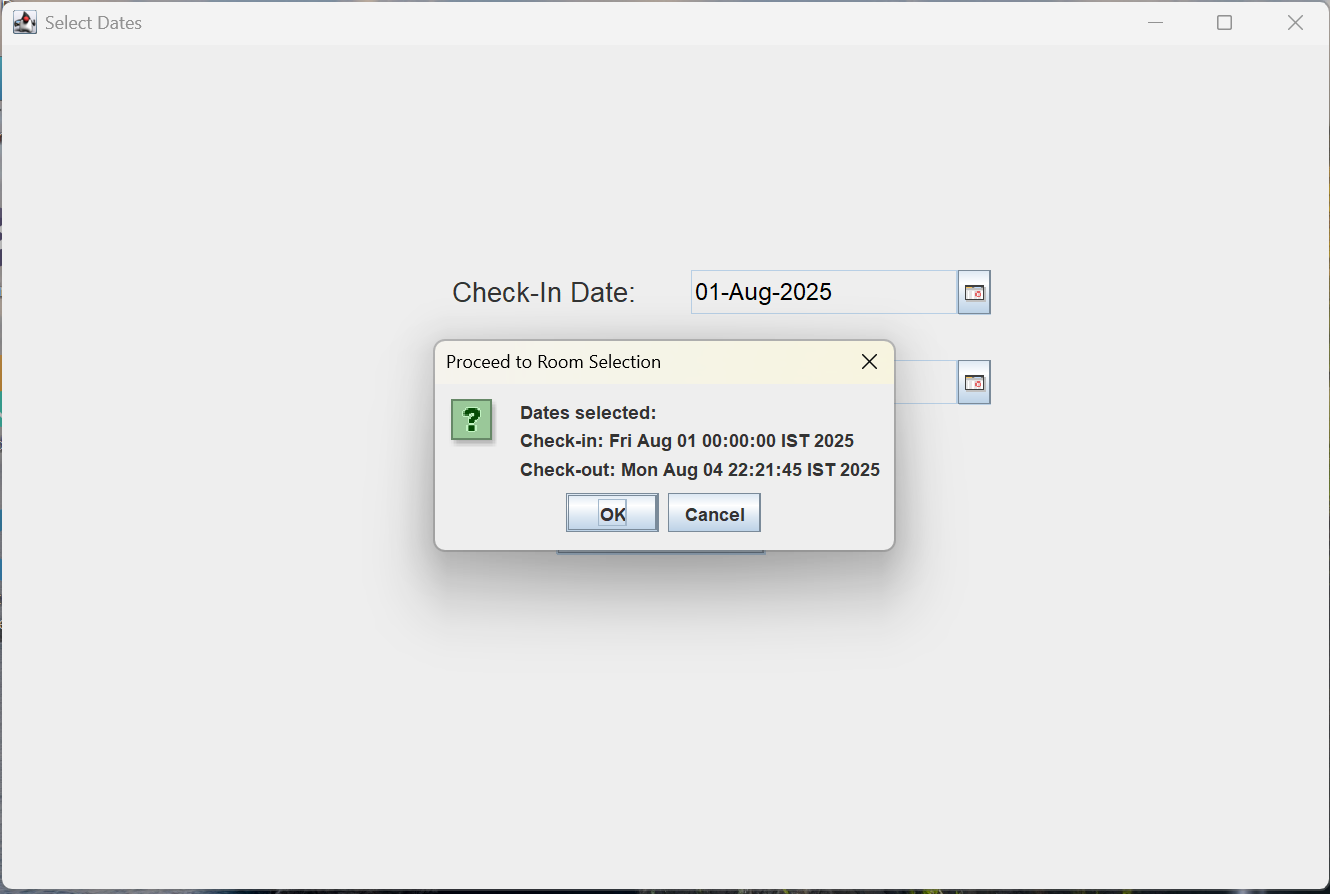 Select Dates
Check-In Date: 01-Aug-2025
Proceed to Room Selection
?
Dates selected:
Check-in: Fri Aug 01 00:00:00 IST 2025
Check-out: Mon Aug 04 22:21:45 IST 2025
OK Cancel